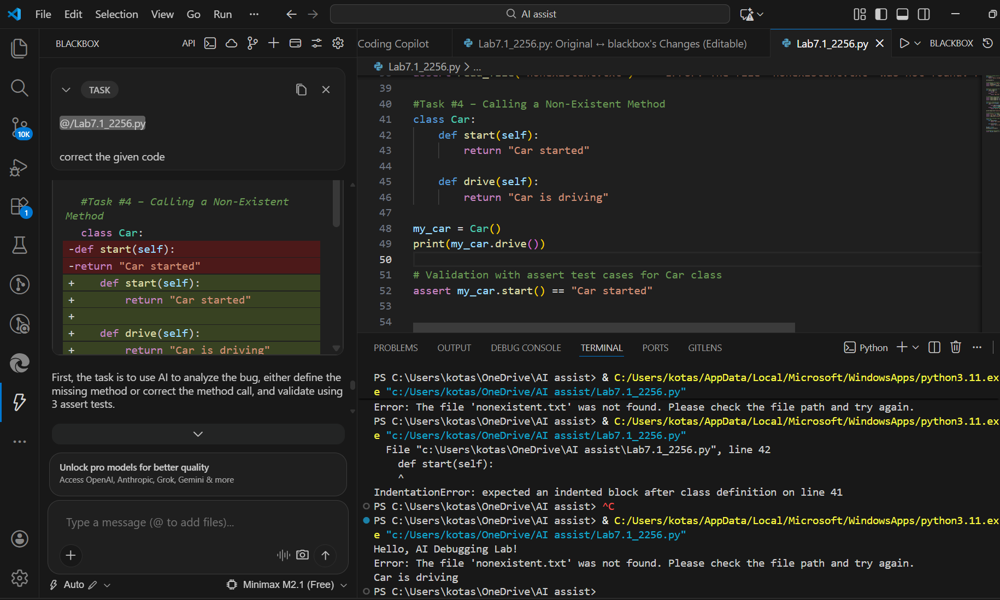 File Edit Selection View Go Run ··· AI assist
BLACKBOX API
Coding Copilot Lab7.1_2256.py: Original ↔ blackbox's Changes (Editable) Lab7.1_2256.py BLACKBOX
Lab7.1_2256.py > ...
TASK
@/Lab7.1_2256.py
correct the given code
10K
1
#Task #4 – Calling a Non-Existent
Method
class Car:
-def start(self):
-return "Car started"
+    def start(self):
+        return "Car started"
+
+    def drive(self):
+        return "Car is driving"
First, the task is to use AI to analyze the bug, either define the
missing method or correct the method call, and validate using
3 assert tests.
Unlock pro models for better quality
Access OpenAI, Anthropic, Grok, Gemini & more
Type a message (@ to add files)...
Auto Minimax M2.1 (Free)
39
40 #Task #4 – Calling a Non-Existent Method
41 class Car:
42     def start(self):
43         return "Car started"
44
45     def drive(self):
46         return "Car is driving"
47
48 my_car = Car()
49 print(my_car.drive())
50
51 # Validation with assert test cases for Car class
52 assert my_car.start() == "Car started"
53
54
PROBLEMS OUTPUT DEBUG CONSOLE TERMINAL PORTS GITLENS Python
PS C:\Users\kotas\OneDrive\AI assist> & C:/Users/kotas/AppData/Local/Microsoft/WindowsApps/python3.11.ex
e "c:/Users/kotas/OneDrive/AI assist/Lab7.1_2256.py"
Error: The file 'nonexistent.txt' was not found. Please check the file path and try again.
PS C:\Users\kotas\OneDrive\AI assist> & C:/Users/kotas/AppData/Local/Microsoft/WindowsApps/python3.11.ex
e "c:/Users/kotas/OneDrive/AI assist/Lab7.1_2256.py"
File "c:\Users\kotas\OneDrive\AI assist\Lab7.1_2256.py", line 42
def start(self):
^
IndentationError: expected an indented block after class definition on line 41
PS C:\Users\kotas\OneDrive\AI assist> ^C
PS C:\Users\kotas\OneDrive\AI assist> & C:/Users/kotas/AppData/Local/Microsoft/WindowsApps/python3.11.ex
e "c:/Users/kotas/OneDrive/AI assist/Lab7.1_2256.py"
Hello, AI Debugging Lab!
Error: The file 'nonexistent.txt' was not found. Please check the file path and try again.
Car is driving
PS C:\Users\kotas\OneDrive\AI assist>